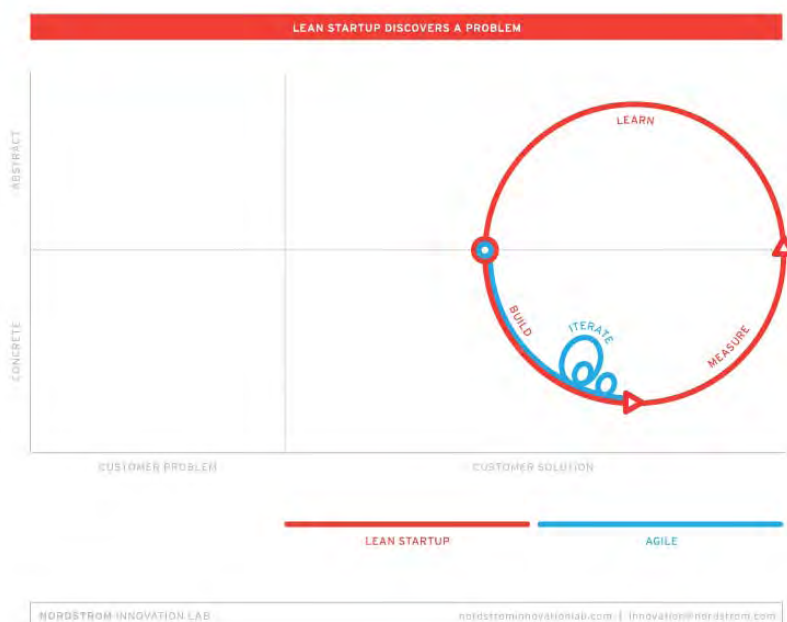 LEAN STARTUP DISCOVERS A PROBLEM
ABSTRACT
CONCRETE
LEARN
BUILD
ITERATE
MEASURE
CUSTOMER PROBLEM
CUSTOMER SOLUTION
LEAN STARTUP
AGILE
NORDSTROM INNOVATION LAB
nordstrominnovationlab.com | innovation@nordstrom.com